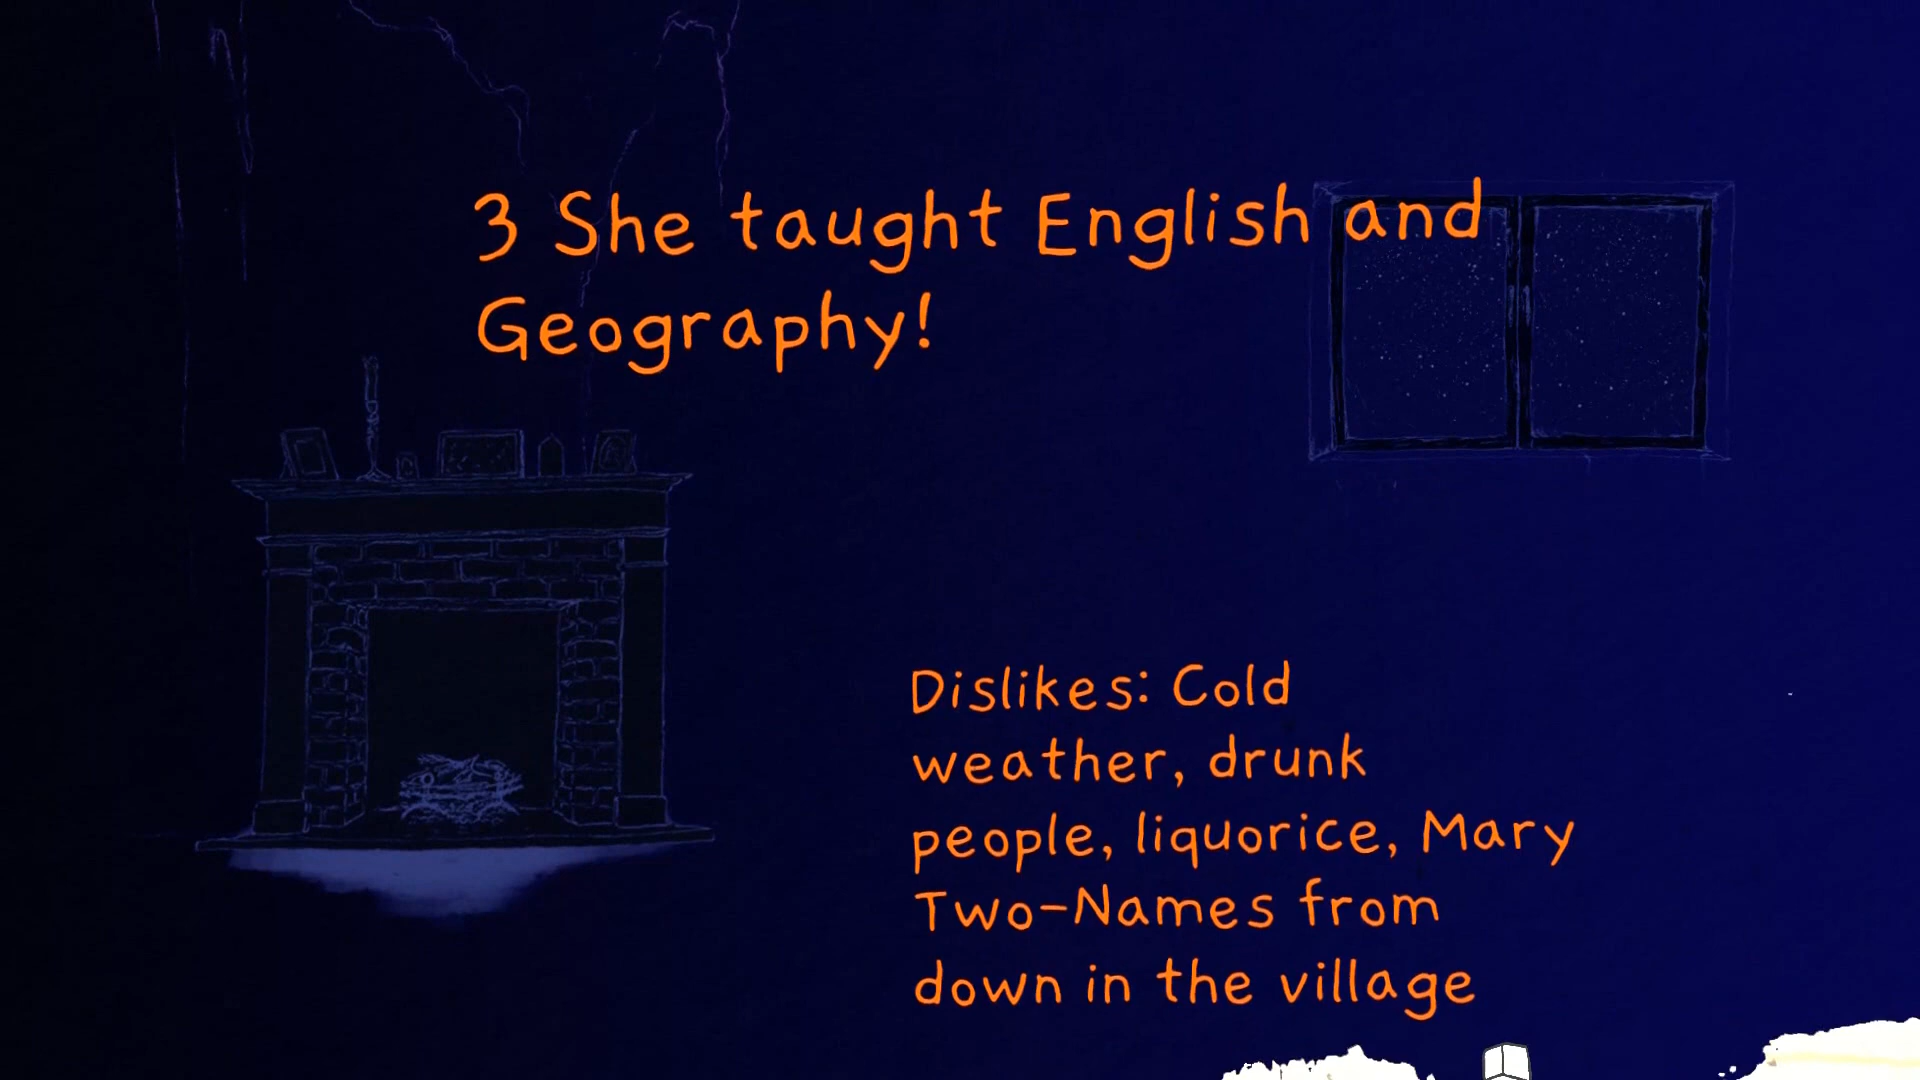 3 She taught English and
Geography!
Dislikes: Cold
weather, drunk
people, liquorice, Mary
Two-Names from
down in the village